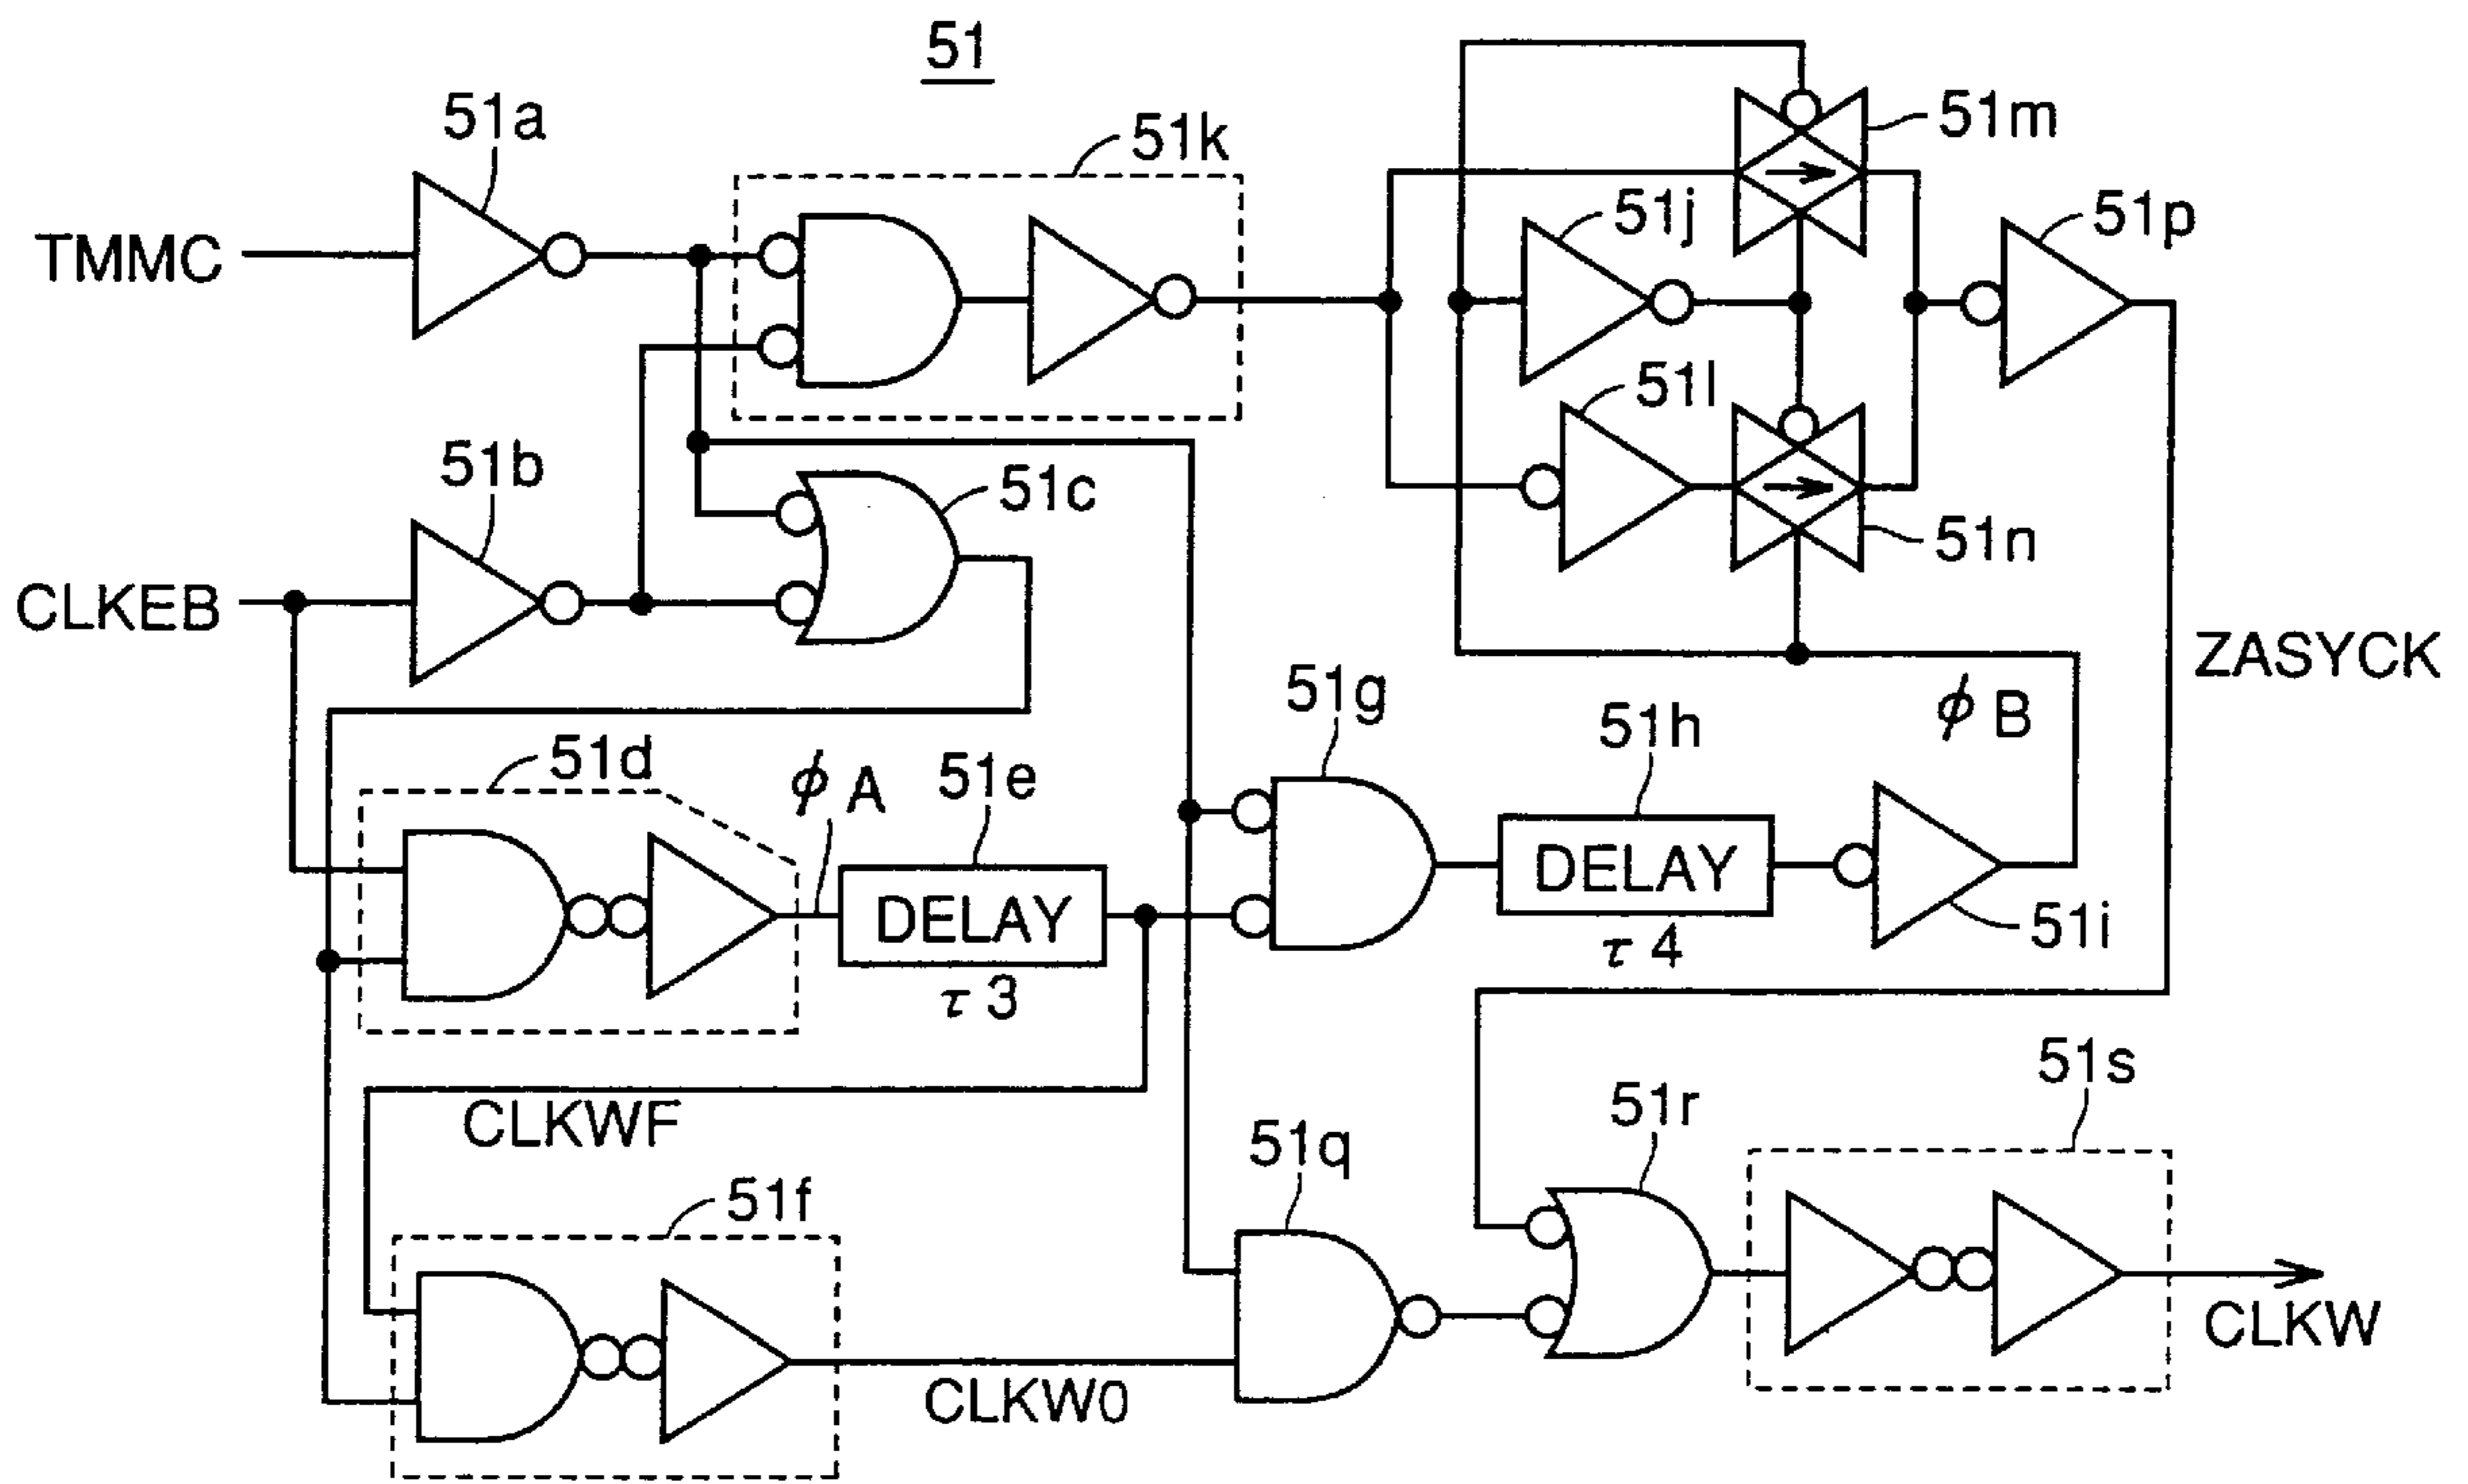 51
51a
51k
51m
51j
51p
TMMC
51l
51b
51c
51n
CLKEB
ZASYCK
51g
51h
φB
51d
φA
51e
DELAY
DELAY
51i
τ4
τ3
51s
51r
CLKWF
51q
51f
CLKW
CLKW0